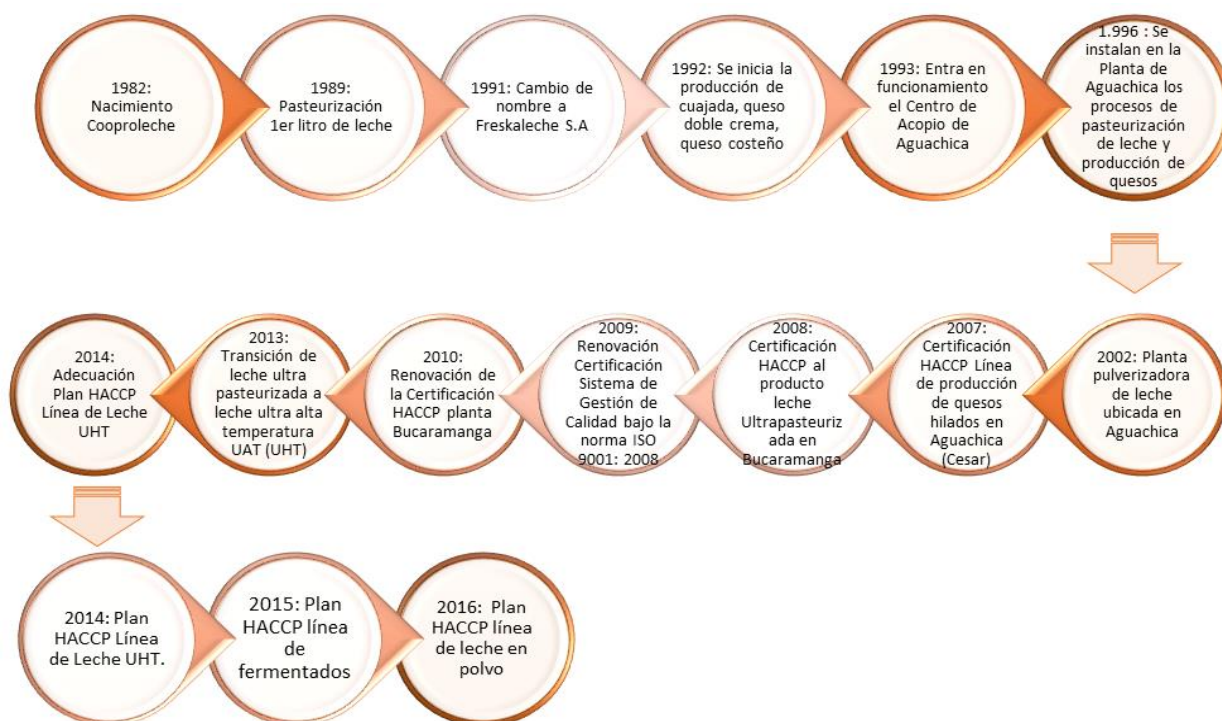 1982:
Nacimiento
Cooproleche
1989:
Pasteurización
1er litro de leche
1991: Cambio de
nombre a
Freskaleche S.A
1992: Se inicia la
producción de
cuajada, queso
doble crema,
queso costeño
1993: Entra en
funcionamiento
el Centro de
Acopio de
Aguachica
1.996 : Se
instalan en la
Planta de
Aguachica los
procesos de
pasteurización
de leche y
producción de
quesos
2002: Planta
pulverizadora
de leche
ubicada en
Aguachica
2007:
Certificación
HACCP Línea
de producción
de quesos
hilados en
Aguachica
(Cesar)
2008:
Certificación
HACCP al
producto
leche
Ultrapasteuriz
ada en
Bucaramanga
2009:
Renovación
Certificación
Sistema de
Gestión de
Calidad bajo la
norma ISO
9001: 2008
2010:
Renovación de
la Certificación
HACCP planta
Bucaramanga
2013:
Transición de
leche ultra
pasteurizada a
leche ultra alta
temperatura
UAT (UHT)
2014:
Adecuación
Plan HACCP
Línea de Leche
UHT
2014: Plan
HACCP Línea
de Leche UHT.
2015: Plan
HACCP línea
de
fermentados
2016: Plan
HACCP línea
de leche en
polvo